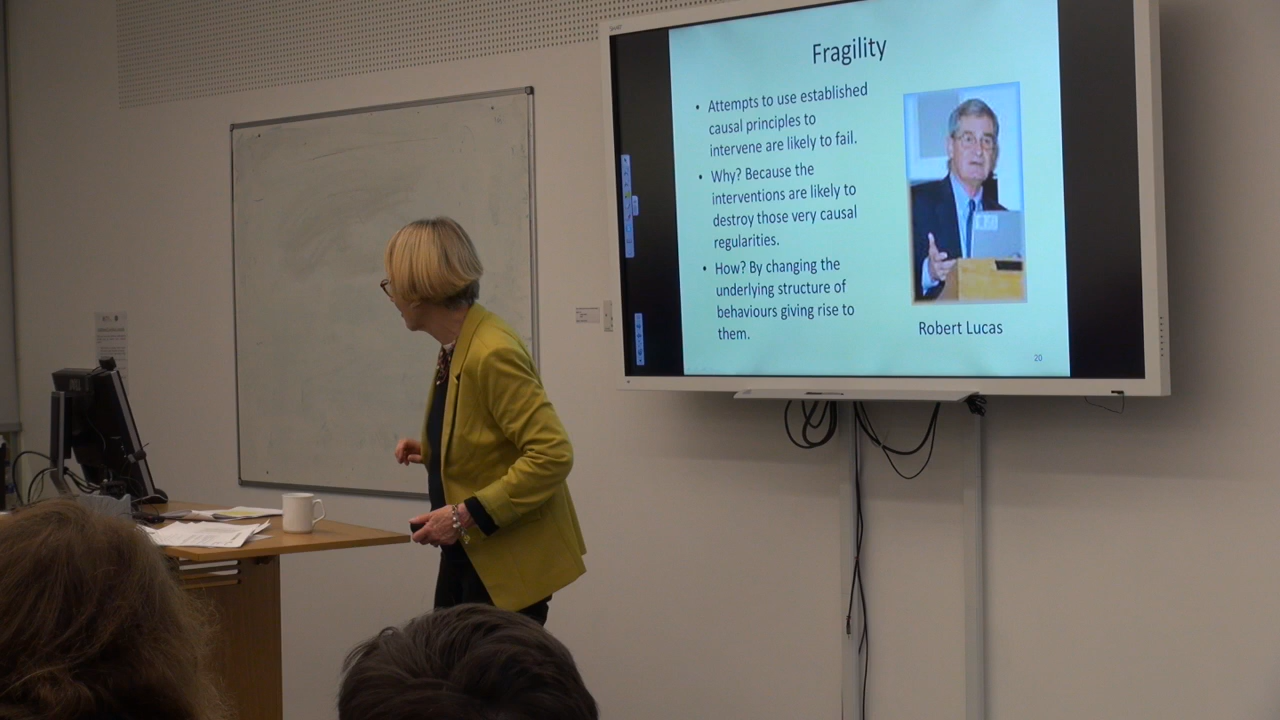 Fragility
• Attempts to use established
causal principles to
intervene are likely to fail.
• Why? Because the
interventions are likely to
destroy those very causal
regularities.
• How? By changing the
underlying structure of
behaviours giving rise to
them.
Robert Lucas
20